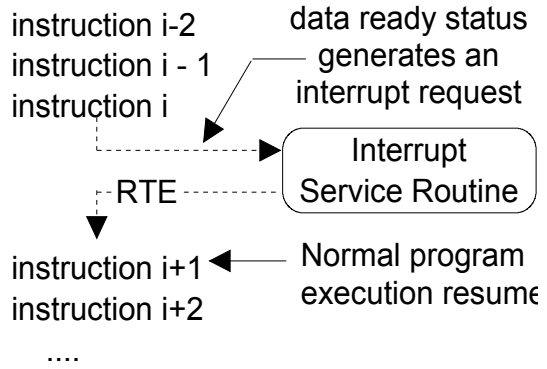 instruction i-2
instruction i - 1
instruction i
data ready status
generates an
interrupt request
Interrupt
Service Routine
RTE
instruction i+1
instruction i+2
....
Normal program
execution resume